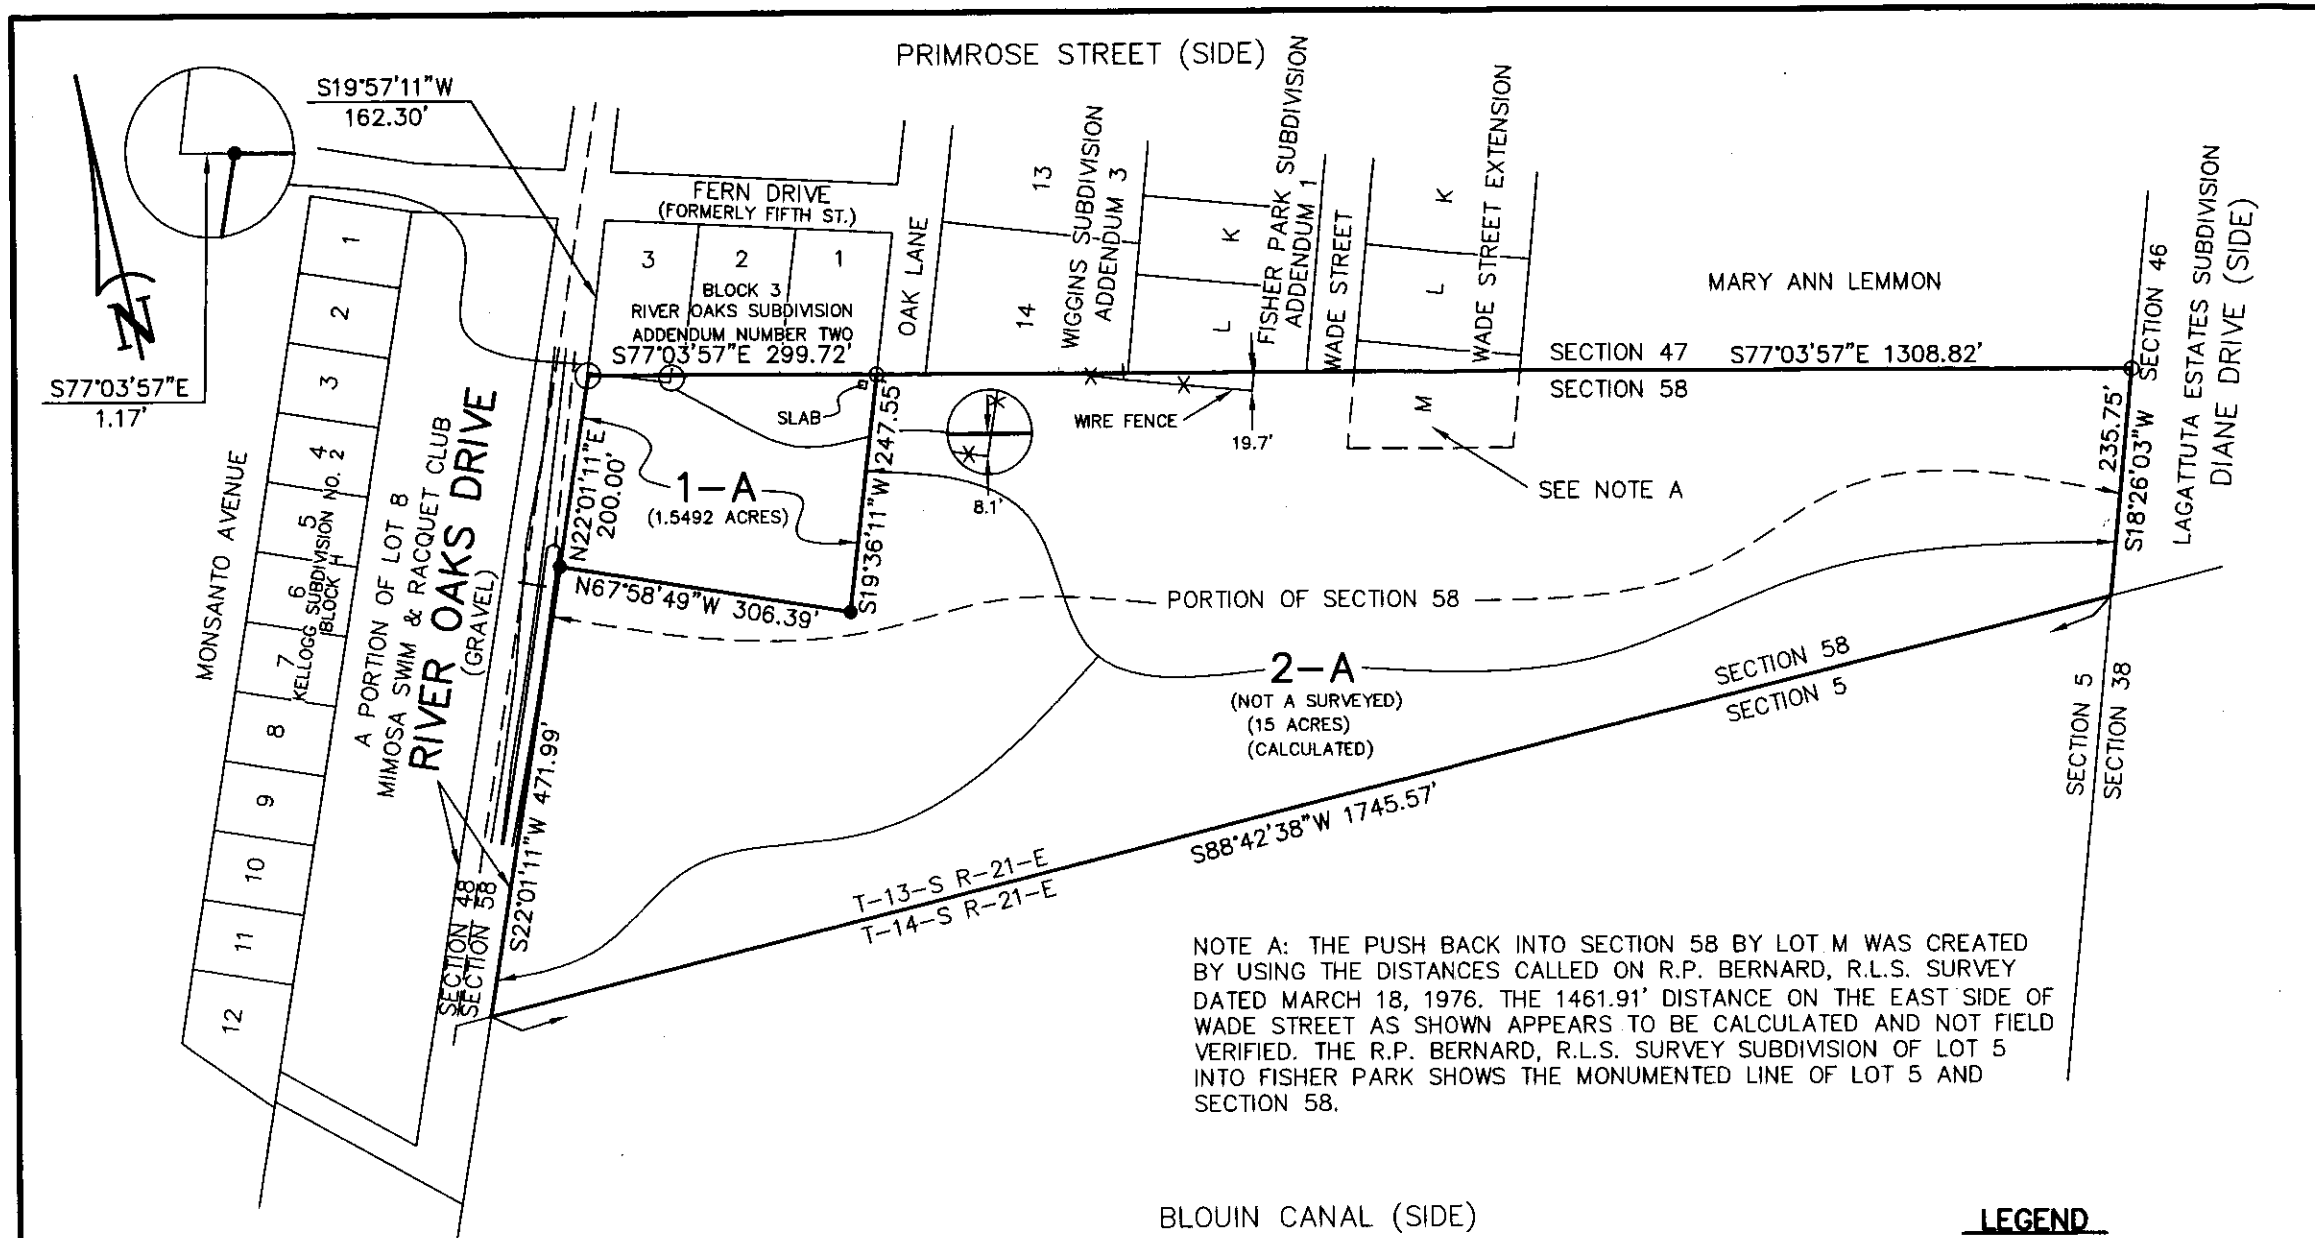 PRIMROSE STREET (SIDE)
S19°57'11"W
162.30'
N
S77°03'57"E
1.17'
FERN DRIVE
(FORMERLY FIFTH ST.)
3
2
1
BLOCK 3
RIVER OAKS SUBDIVISION
ADDENDUM NUMBER TWO
S77°03'57"E 299.72'
OAK LANE
13
14
WIGGINS SUBDIVISION
ADDENDUM 3
K
L
FISHER PARK SUBDIVISION
ADDENDUM 1
WADE STREET
K
L
M
WADE STREET EXTENSION
MARY ANN LEMMON
SECTION 47
S77°03'57"E 1308.82'
SECTION 58
SECTION 46
LAGATTUTA ESTATES SUBDIVISION
DIANE DRIVE (SIDE)
235.75'
S18°26'03"W
SLAB
WIRE FENCE
19.7'
8.1'
SEE NOTE A
MONSANTO AVENUE
1
2
3
4
5
6
7
8
9
10
11
12
KELLOGG SUBDIVISION NO. 2
BLOCK H
A PORTION OF LOT 8
MIMOSA SWIM & RACQUET CLUB
RIVER OAKS DRIVE
(GRAVEL)
N22°01'11"E
200.00'
1-A
(1.5492 ACRES)
S19°36'11"W 247.55'
N67°58'49"W 306.39'
PORTION OF SECTION 58
2-A
(NOT A SURVEYED)
(15 ACRES)
(CALCULATED)
SECTION 58
SECTION 5
SECTION 5
SECTION 38
S22°01'11"W 471.99'
SECTION 48
SECTION 58
S88°42'38"W 1745.57'
T-13-S R-21-E
T-14-S R-21-E
NOTE A: THE PUSH BACK INTO SECTION 58 BY LOT M WAS CREATED
BY USING THE DISTANCES CALLED ON R.P. BERNARD, R.L.S. SURVEY
DATED MARCH 18, 1976. THE 1461.91' DISTANCE ON THE EAST SIDE OF
WADE STREET AS SHOWN APPEARS TO BE CALCULATED AND NOT FIELD
VERIFIED. THE R.P. BERNARD, R.L.S. SURVEY SUBDIVISION OF LOT 5
INTO FISHER PARK SHOWS THE MONUMENTED LINE OF LOT 5 AND
SECTION 58.
BLOUIN CANAL (SIDE)
LEGEND